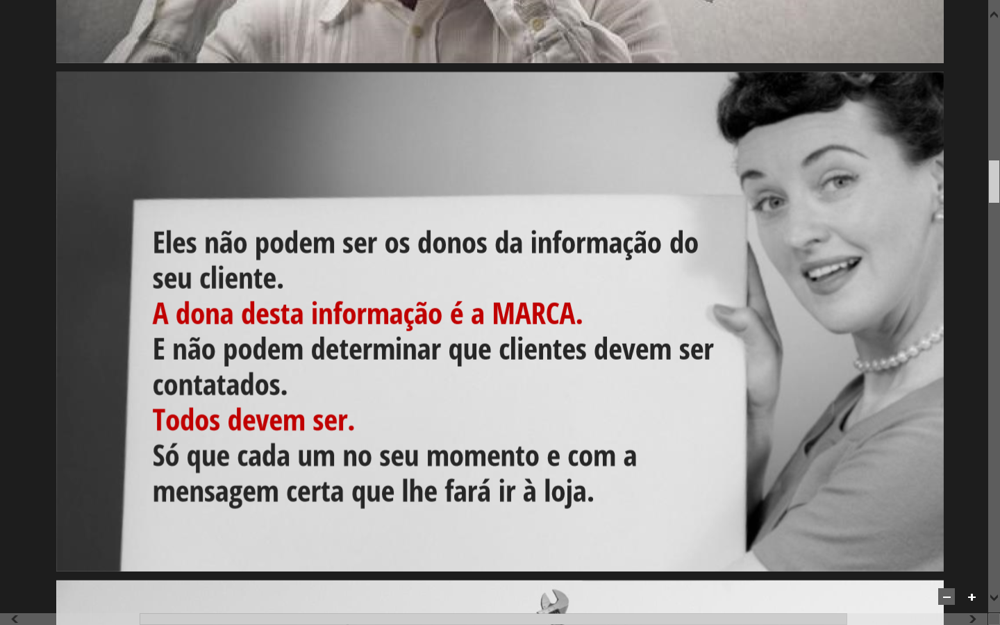 Eles não podem ser os donos da informação do
seu cliente.
A dona desta informação é a MARCA.
E não podem determinar que clientes devem ser
contatados.
Todos devem ser.
Só que cada um no seu momento e com a
mensagem certa que lhe fará ir à loja.